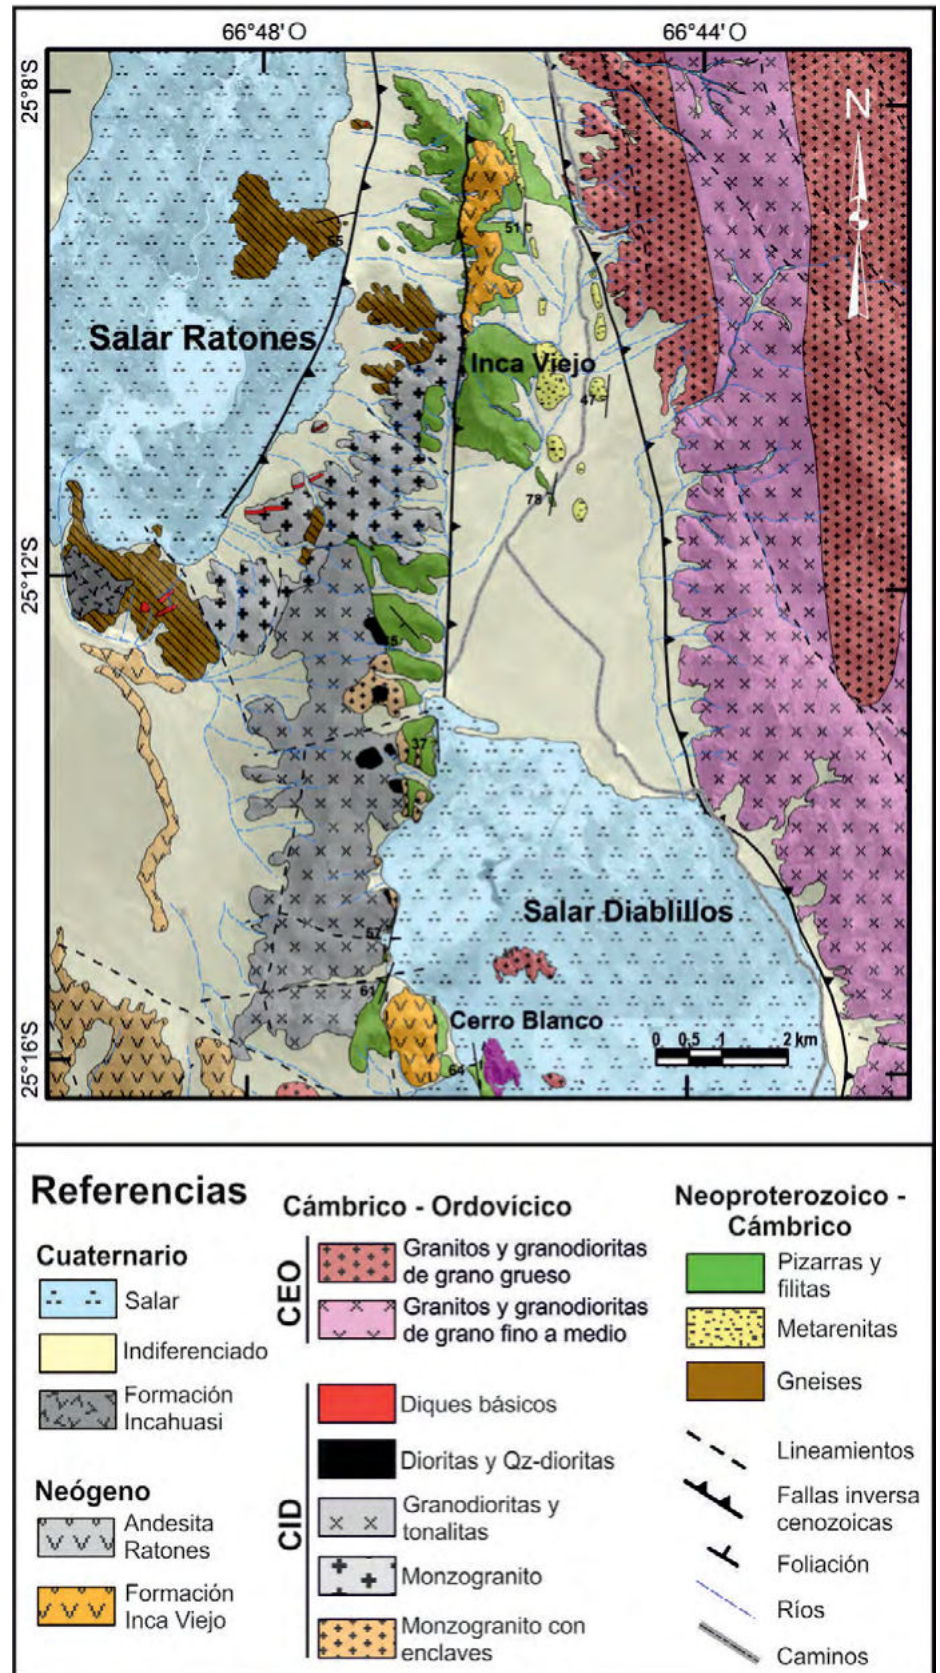 66°48'O
66°44'O
25°8'S
N
55
51
Salar Ratones
Inca Viejo
47
78
25°12'S
37
Salar Diablillos
57
61
Cerro Blanco
0 0,5 1 2 km
25°16'S
64
Referencias
Cuaternario
Salar
Indiferenciado
Formación
Incahuasi
Neógeno
Andesita
Ratones
Formación
Inca Viejo
Cámbrico - Ordovícico
CEO
Granitos y granodioritas
de grano grueso
Granitos y granodioritas
de grano fino a medio
CID
Diques básicos
Dioritas y Qz-dioritas
Granodioritas y
tonalitas
Monzogranito
Monzogranito con
enclaves
Neoproterozoico -
Cámbrico
Pizarras y
filitas
Metarenitas
Gneises
Lineamientos
Fallas inversa
cenozoicas
Foliación
Ríos
Caminos